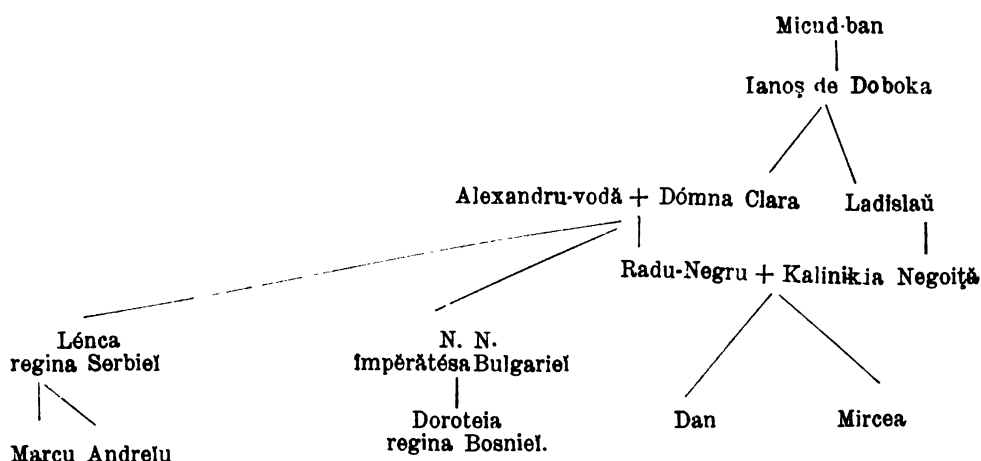 Micud-ban
Ianoş de Doboka
Alexandru-vodă + Dómna Clara Ladislaŭ
Radu-Negru + Kalinikia Negoiţă
Lénca
regina Serbieĭ
N. N.
împĕrătésa Bulgarieĭ
Doroteia
regina Bosnieĭ.
Dan
Mircea
Marcu Andreĭu